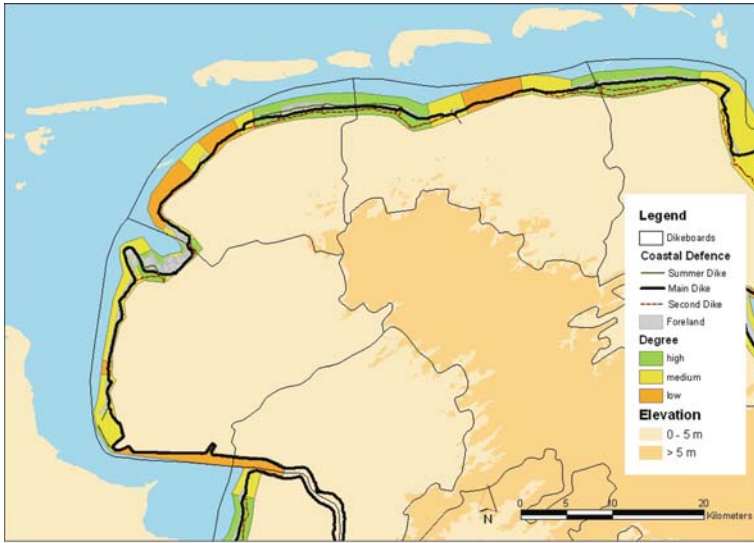 Legend
Dikeboards
Coastal Defence
Summer Dike
Main Dike
Second Dike
Foreland
Degree
high
medium
low
Elevation
0 - 5 m
> 5 m
N
0 5 10 20
Kilometers